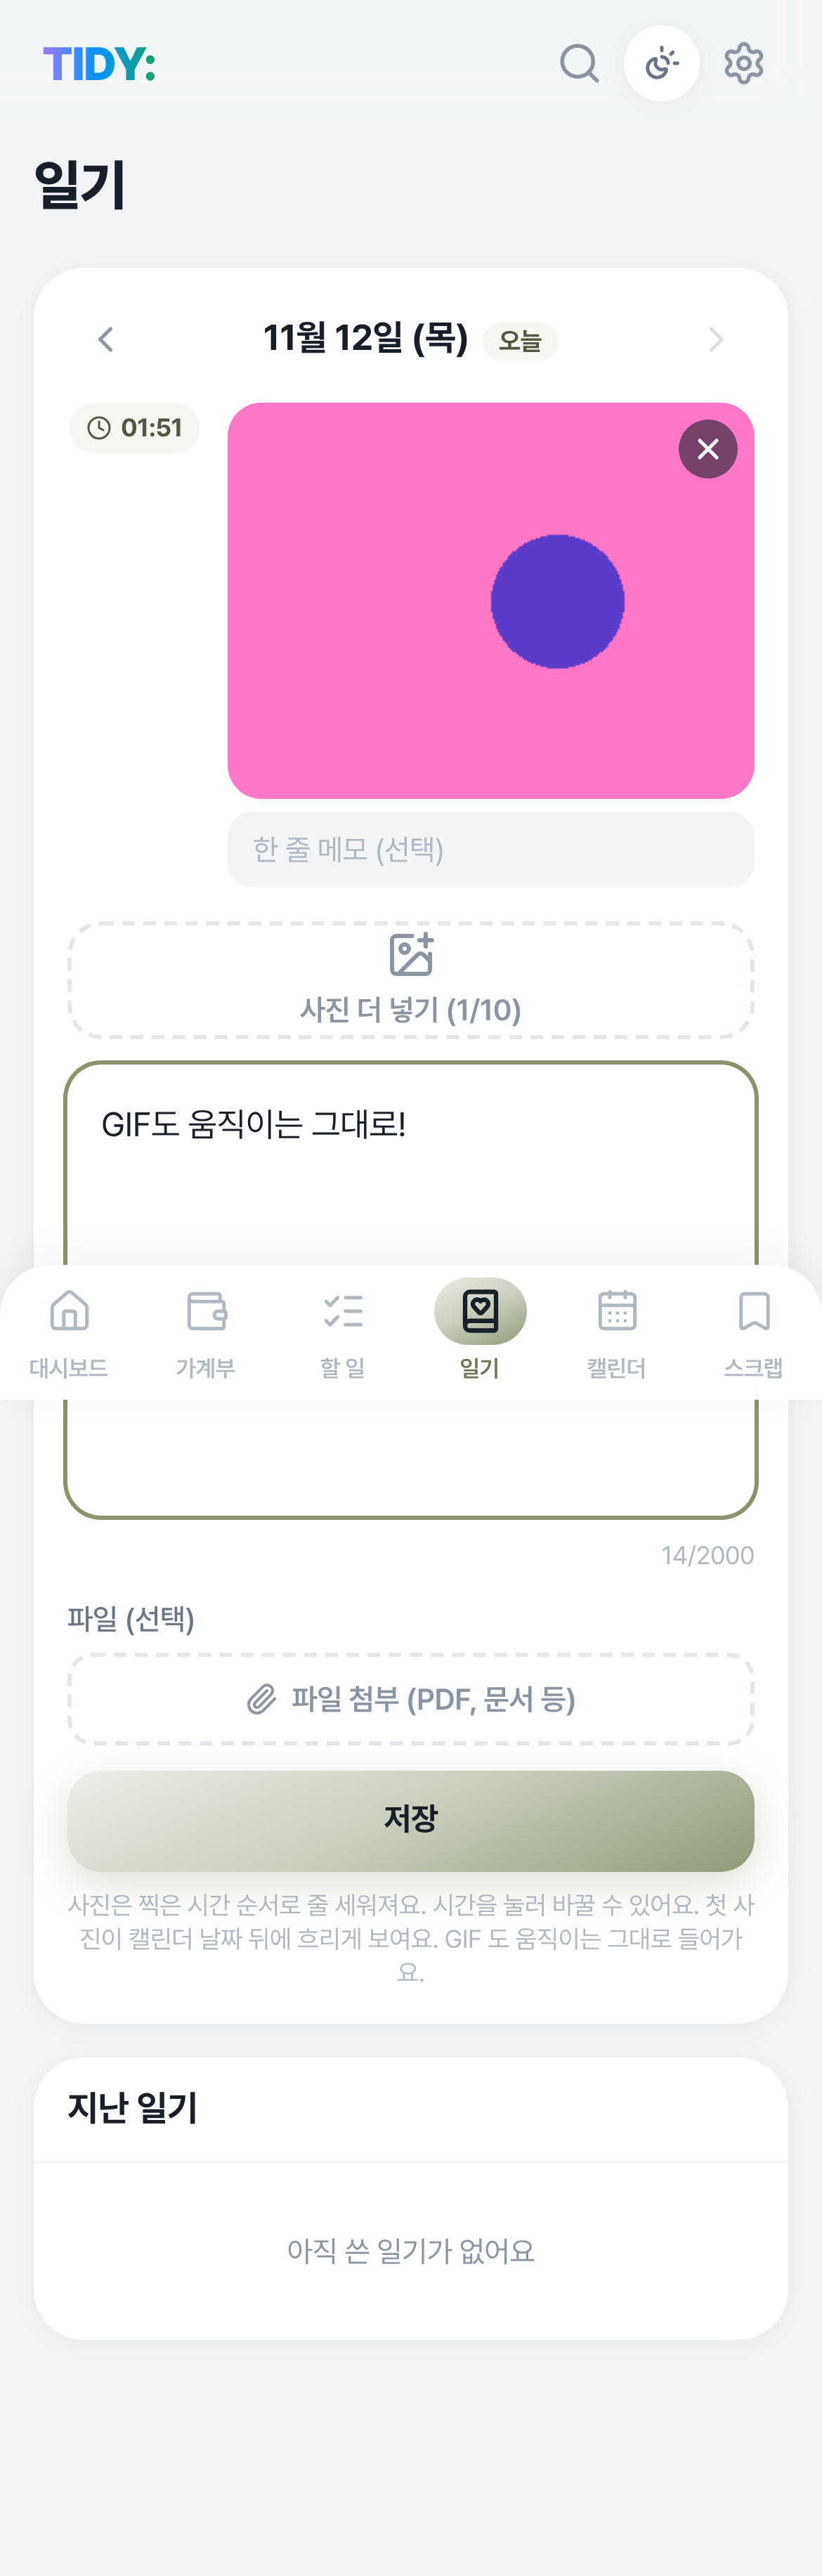 TIDY:
일기
11월 12일 (목) 오늘
01:51
한 줄 메모 (선택)
사진 더 넣기 (1/10)
GIF도 움직이는 그대로!
대시보드 가계부 할 일 일기 캘린더 스크랩
14/2000
파일 (선택)
파일 첨부 (PDF, 문서 등)
저장
사진은 찍은 시간 순서로 줄 세워져요. 시간을 눌러 바꿀 수 있어요. 첫 사
진이 캘린더 날짜 뒤에 흐리게 보여요. GIF 도 움직이는 그대로 들어가
요.
지난 일기
아직 쓴 일기가 없어요